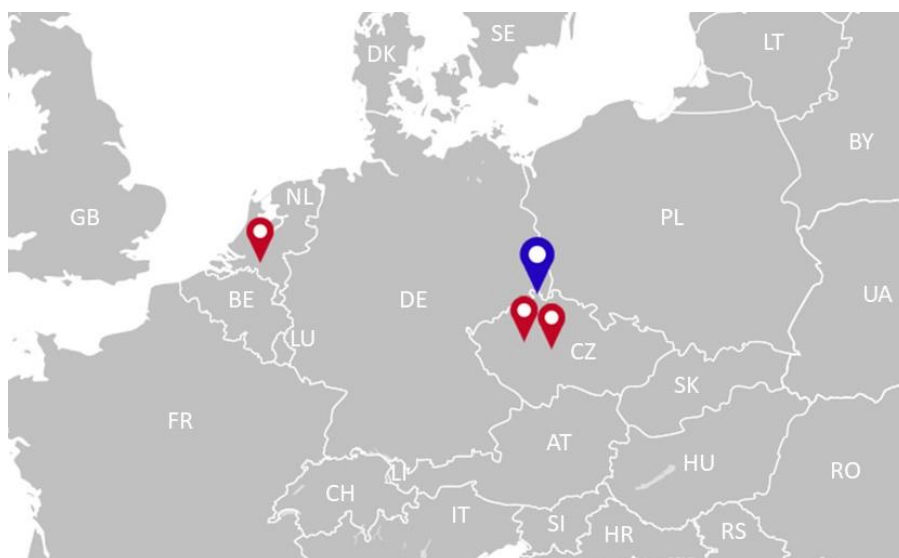 SE
DK
LT
BY
NL
GB
PL
BE
DE
UA
LU
CZ
SK
FR
AT
HU
LI
RO
CH
IT
SI
HR
RS